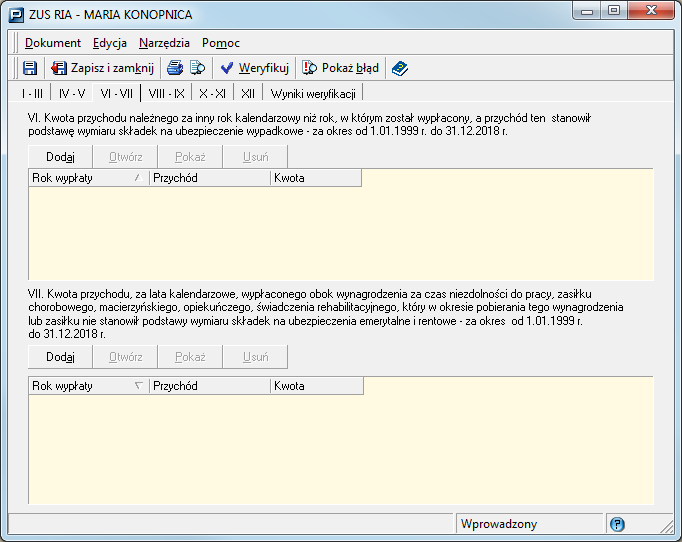 ZUS RIA - MARIA KONOPNICA
Dokument Edycja Narzędzia Pomoc
Zapisz i zamknij Weryfikuj Pokaż błąd
I - III IV - V VI - VII VIII - IX X - XI XII Wyniki weryfikacji
VI. Kwota przychodu należnego za inny rok kalendarzowy niż rok, w którym został wypłacony, a przychód ten stanowił
podstawę wymiaru składek na ubezpieczenie wypadkowe - za okres od 1.01.1999 r. do 31.12.2018 r.
Dodaj Otwórz Pokaż Usuń
Rok wypłaty Przychód Kwota
VII. Kwota przychodu, za lata kalendarzowe, wypłaconego obok wynagrodzenia za czas niezdolności do pracy, zasiłku
chorobowego, macierzyńskiego, opiekuńczego, świadczenia rehabilitacyjnego, który w okresie pobierania tego wynagrodzenia
lub zasiłku nie stanowił podstawy wymiaru składek na ubezpieczenia emerytalne i rentowe - za okres od 1.01.1999 r.
do 31.12.2018 r.
Dodaj Otwórz Pokaż Usuń
Rok wypłaty Przychód Kwota
Wprowadzony